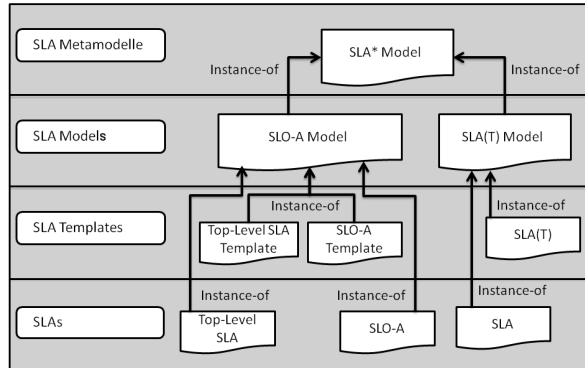 SLA Metamodelle
SLA* Model
Instance-of
Instance-of
SLA Models
SLO-A Model
SLA(T) Model
Instance-of
Instance-of
SLA Templates
Top-Level SLA
Template
SLO-A
Template
SLA(T)
Instance-of
Instance-of
Instance-of
SLAs
Top-Level
SLA
SLO-A
SLA